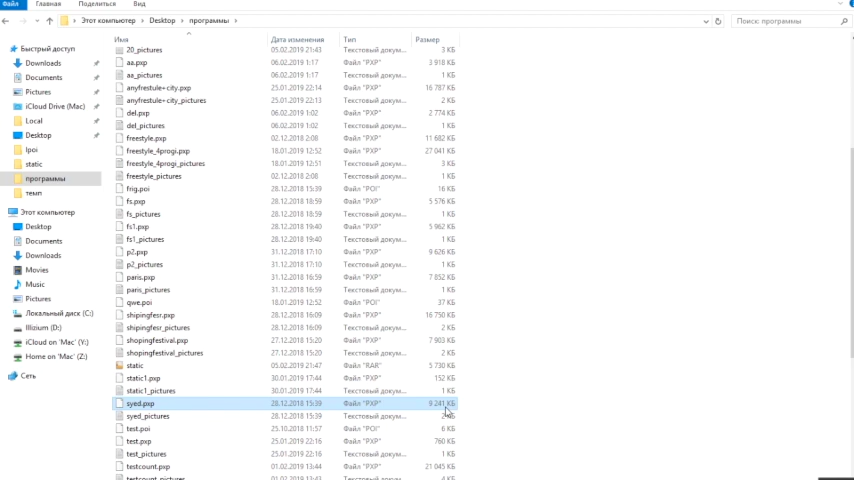 Файл Главная Поделиться Вид
Этот компьютер › Desktop › программы ›
Поиск: программы
Имя Дата изменения Тип Размер
20_pictures 05.02.2019 21:43 Текстовый докум... 3 КБ
aa.pxp 06.02.2019 1:17 Файл "PXP" 3 918 КБ
aa_pictures 06.02.2019 1:17 Текстовый докум... 1 КБ
anyfrestule+city.pxp 25.01.2019 22:14 Файл "PXP" 16 787 КБ
anyfrestule+city_pictures 25.01.2019 22:13 Текстовый докум... 2 КБ
del.pxp 06.02.2019 1:02 Файл "PXP" 2 774 КБ
del_pictures 06.02.2019 1:02 Текстовый докум... 1 КБ
freestyle.pxp 02.12.2018 2:08 Файл "PXP" 11 682 КБ
freestyle_4progi.pxp 18.01.2019 12:52 Файл "PXP" 27 041 КБ
freestyle_4progi_pictures 18.01.2019 12:51 Текстовый докум... 3 КБ
freestyle_pictures 02.12.2018 2:08 Текстовый докум... 1 КБ
frig.poi 28.12.2018 15:39 Файл "POI" 16 КБ
fs.pxp 28.12.2018 18:59 Файл "PXP" 5 576 КБ
fs_pictures 28.12.2018 18:59 Текстовый докум... 1 КБ
fs1.pxp 28.12.2018 19:40 Файл "PXP" 5 962 КБ
fs1_pictures 28.12.2018 19:40 Текстовый докум... 1 КБ
p2.pxp 31.12.2018 17:10 Файл "PXP" 9 626 КБ
p2_pictures 31.12.2018 17:10 Текстовый докум... 1 КБ
paris.pxp 31.12.2018 16:59 Файл "PXP" 7 852 КБ
paris_pictures 31.12.2018 16:59 Текстовый докум... 1 КБ
qwe.poi 18.01.2019 12:52 Файл "POI" 37 КБ
shipingfesr.pxp 28.12.2018 16:09 Файл "PXP" 16 750 КБ
shipingfesr_pictures 28.12.2018 16:09 Текстовый докум... 2 КБ
shopingfestival.pxp 27.12.2018 15:20 Файл "PXP" 7 903 КБ
shopingfestival_pictures 27.12.2018 15:20 Текстовый докум... 2 КБ
static 05.02.2019 21:47 Файл "RAR" 5 730 КБ
static1.pxp 30.01.2019 17:44 Файл "PXP" 152 КБ
static1_pictures 30.01.2019 17:44 Текстовый докум... 1 КБ
syed.pxp 28.12.2018 15:39 Файл "PXP" 9 241 КБ
syed_pictures 28.12.2018 15:39 Текстовый докум... 2 КБ
test.poi 25.10.2018 11:57 Файл "POI" 6 КБ
test.pxp 25.01.2019 22:16 Файл "PXP" 760 КБ
test_pictures 25.01.2019 22:16 Текстовый докум... 1 КБ
testcount.pxp 01.02.2019 13:44 Файл "PXP" 21 045 КБ
testcount_pictures 01.02.2019 13:43 Текстовый докум... 4 КБ
Быстрый доступ
Downloads
Documents
Pictures
iCloud Drive (Mac)
Local
Desktop
lpoi
static
программы
темп
Этот компьютер
Desktop
Documents
Downloads
Movies
Music
Pictures
Локальный диск (C:)
Illizium (D:)
iCloud on 'Mac' (Y:)
Home on 'Mac' (Z:)
Сеть